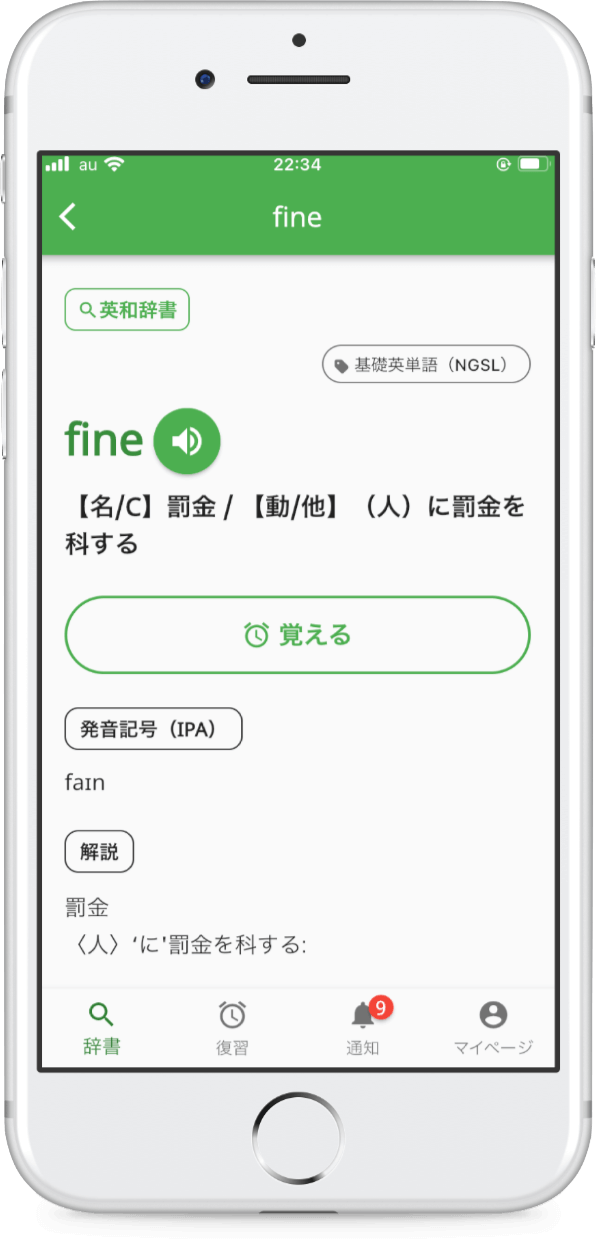 au 22:34
fine
英和辞書
基礎英単語（NGSL）
fine
【名/C】罰金 / 【動/他】（人）に罰金を
科する
覚える
発音記号（IPA）
faɪn
解説
罰金
〈人〉‘に'罰金を科する:
9
辞書 復習 通知 マイページ